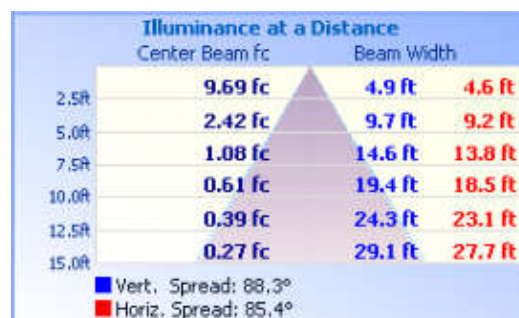 Illuminance at a Distance
Center Beam fc Beam Width
2.5ft 9.69 fc 4.9 ft 4.6 ft
5.0ft 2.42 fc 9.7 ft 9.2 ft
7.5ft 1.08 fc 14.6 ft 13.8 ft
10.0ft 0.61 fc 19.4 ft 18.5 ft
12.5ft 0.39 fc 24.3 ft 23.1 ft
15.0ft 0.27 fc 29.1 ft 27.7 ft
Vert. Spread: 88.3°
Horiz. Spread: 85.4°